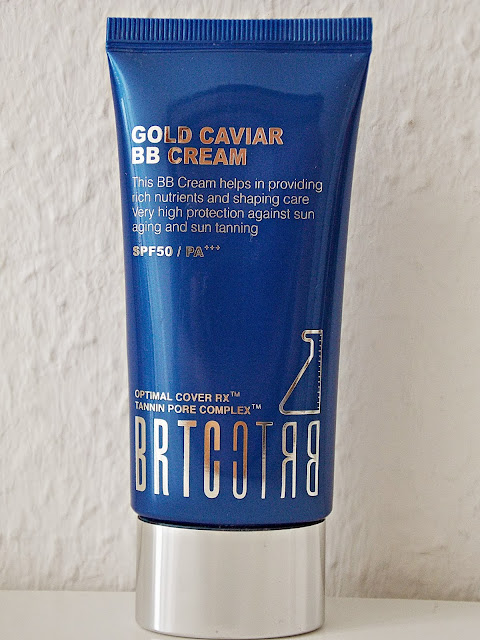 GOLD CAVIAR
BB CREAM
This BB Cream helps in providing
rich nutrients and shaping care
Very high protection against sun
aging and sun tanning
SPF50 / PA+++
OPTIMAL COVER RX™
TANNIN PORE COMPLEX™
BRTC